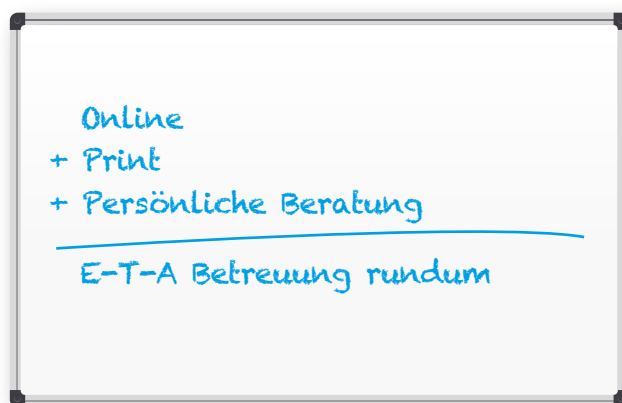 Online
+ Print
+ Persönliche Beratung
E-T-A Betreuung rundum